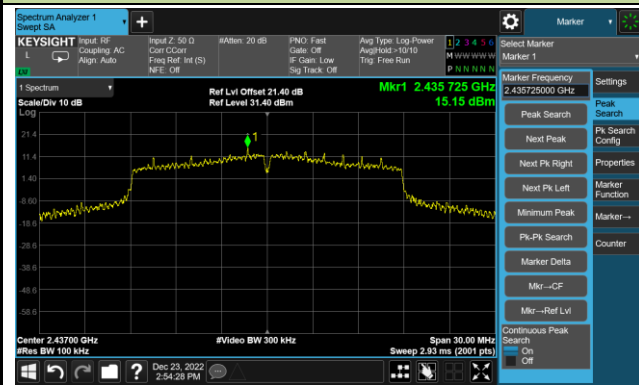 Spectrum Analyzer 1
Swept SA
Marker
KEYSIGHT
L
Input: RF
Coupling: AC
Align: Auto
Input Z: 50 Ω
Corr CCorr
Freq Ref: Int (S)
NFE: Off
#Atten: 20 dB
PNO: Fast
Gate: Off
IF Gain: Low
Sig Track: Off
Avg Type: Log-Power
Avg|Hold:>10/10
Trig: Free Run
1 2 3 4 5 6
M W W W W W
P N N N N N
Select Marker
Marker 1
1 Spectrum
Scale/Div 10 dB
Log
Ref Lvl Offset 21.40 dB
Ref Level 31.40 dBm
Mkr1 2.435 725 GHz
15.15 dBm
1
21.4
11.4
1.40
-8.60
-18.6
-28.6
-38.6
-48.6
-58.6
Center 2.43700 GHz
#Res BW 100 kHz
#Video BW 300 kHz
Span 30.00 MHz
Sweep 2.93 ms (2001 pts)
Marker Frequency
2.435725000 GHz
Peak Search
Next Peak
Next Pk Right
Next Pk Left
Minimum Peak
Pk-Pk Search
Marker Delta
Mkr→CF
Mkr→Ref Lvl
Continuous Peak
Search
On
Off
Settings
Peak
Search
Pk Search
Config
Properties
Marker
Function
Marker→
Counter
Dec 23, 2022
2:54:28 PM